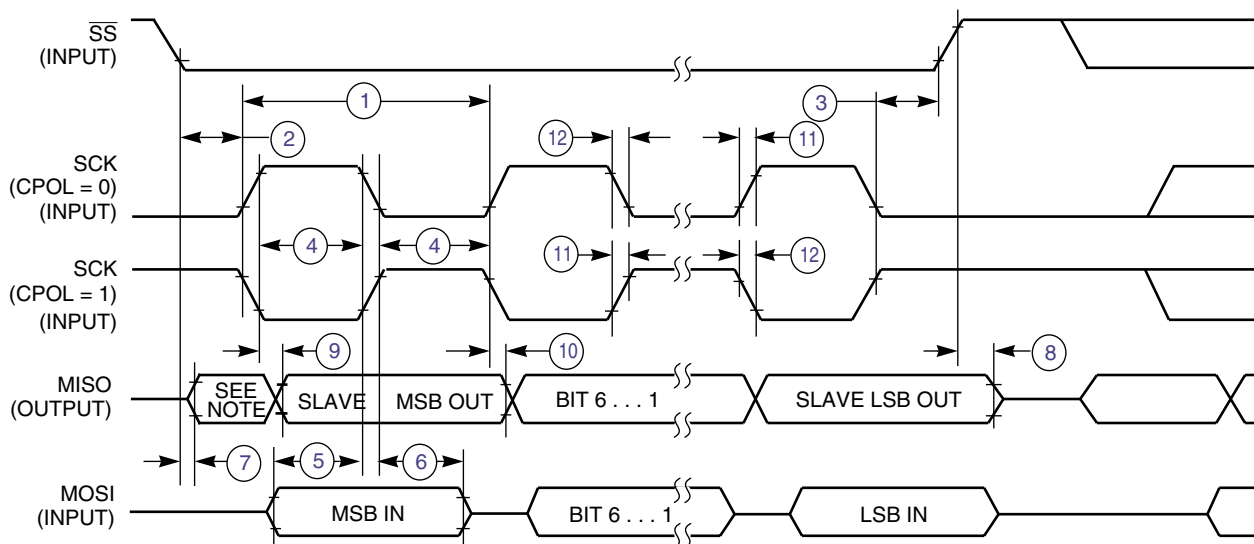 SS
(INPUT)
1
3
2
12
11
SCK
(CPOL = 0)
(INPUT)
4
4
11
12
SCK
(CPOL = 1)
(INPUT)
9
10
8
MISO
(OUTPUT)
SEE
NOTE
SLAVE
MSB OUT
BIT 6 . . . 1
SLAVE LSB OUT
7
5
6
MOSI
(INPUT)
MSB IN
BIT 6 . . . 1
LSB IN